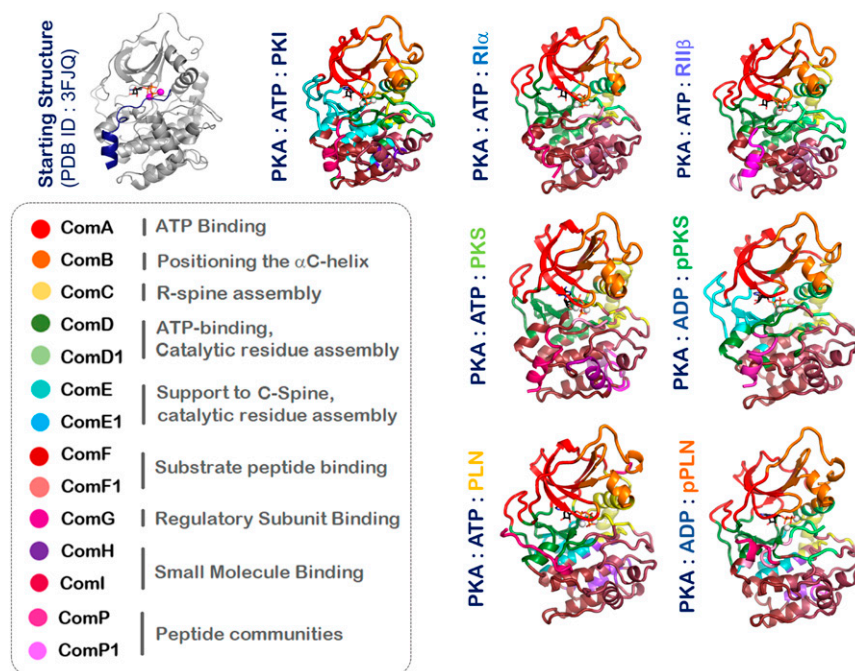 Starting Structure
(PDB ID : 3FJQ)
PKA : ATP : PKI
PKA : ATP : RIα
PKA : ATP : RIIβ
PKA : ATP : PKS
PKA : ADP : pPKS
PKA : ATP : PLN
PKA : ADP : pPLN
ComA
ATP Binding
ComB
Positioning the αC-helix
ComC
R-spine assembly
ComD
ComD1
ATP-binding,
Catalytic residue assembly
ComE
ComE1
Support to C-Spine,
catalytic residue assembly
ComF
ComF1
Substrate peptide binding
ComG
Regulatory Subunit Binding
ComH
ComI
Small Molecule Binding
ComP
ComP1
Peptide communities